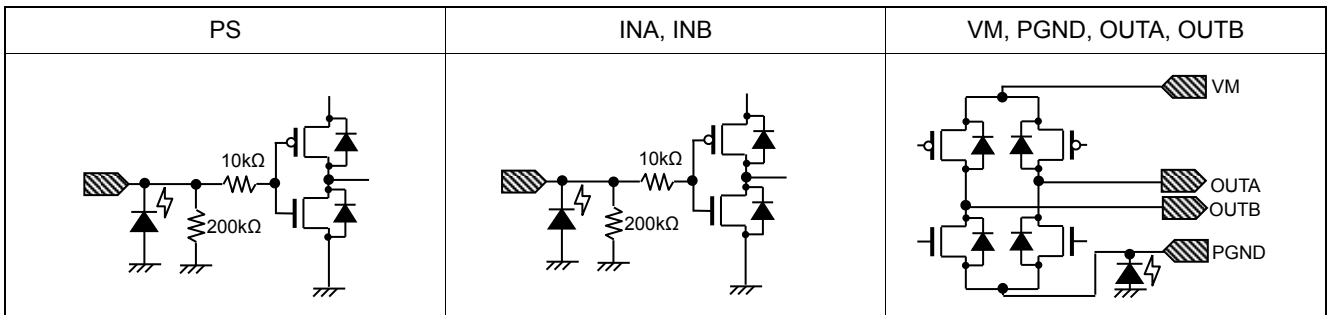 PS
INA, INB
VM, PGND, OUTA, OUTB
10kΩ
200kΩ
10kΩ
200kΩ
VM
OUTA
OUTB
PGND